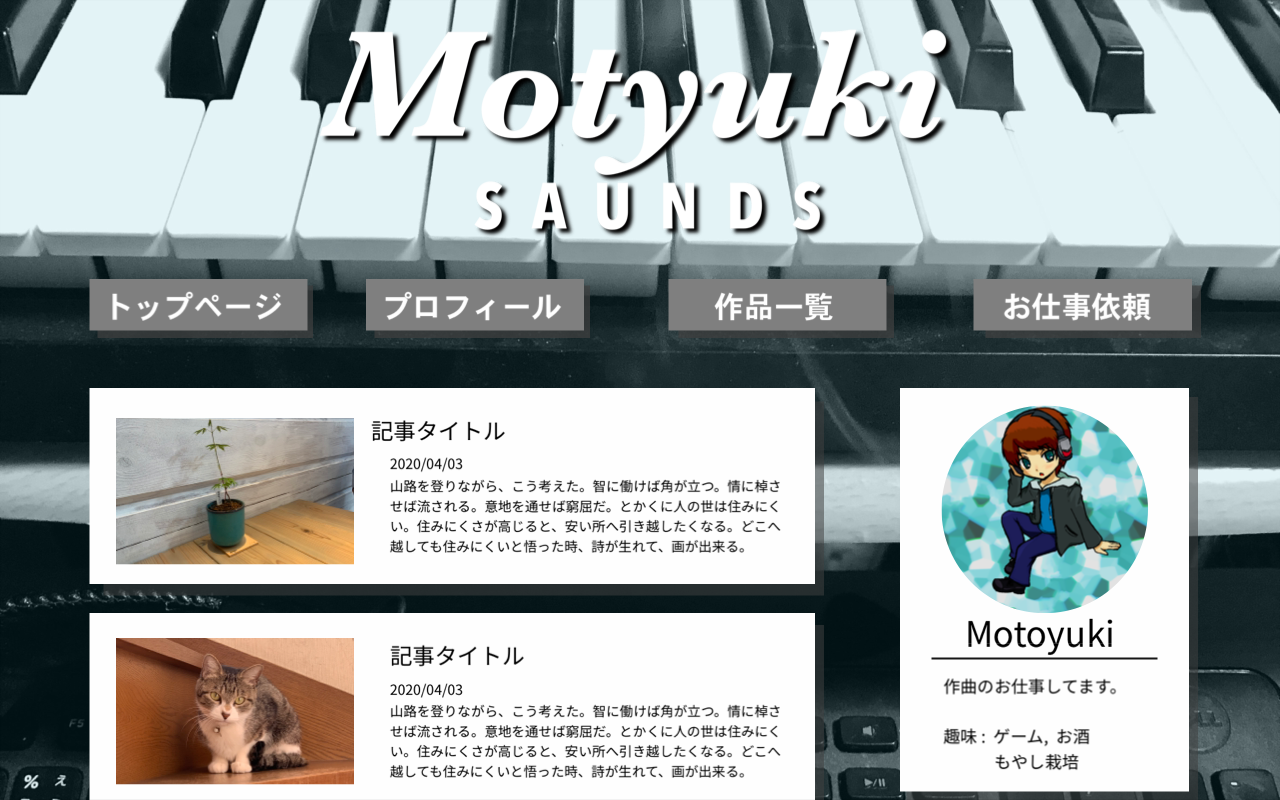 Motyuki
SAUNDS
トップページ
プロフィール
作品一覧
お仕事依頼
記事タイトル
2020/04/03
山路を登りながら、こう考えた。智に働けば角が立つ。情に棹さ
せば流される。意地を通せば窮屈だ。とかくに人の世は住みにく
い。住みにくさが高じると、安い所へ引き越したくなる。どこへ
越しても住みにくいと悟った時、詩が生れて、画が出来る。
記事タイトル
2020/04/03
山路を登りながら、こう考えた。智に働けば角が立つ。情に棹さ
せば流される。意地を通せば窮屈だ。とかくに人の世は住みにく
い。住みにくさが高じると、安い所へ引き越したくなる。どこへ
越しても住みにくいと悟った時、詩が生れて、画が出来る。
Motoyuki
作曲のお仕事してます。
趣味 : ゲーム, お酒
もやし栽培
F5
% え